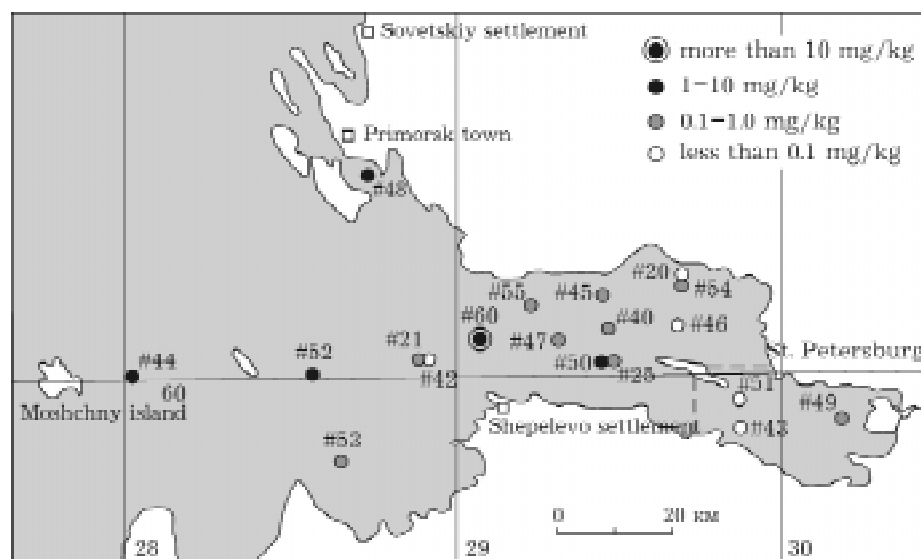 Sovetskiy settlement
more than 10 mg/kg
1–10 mg/kg
0.1–1.0 mg/kg
less than 0.1 mg/kg
Primorsk town
#48
#20
#54
#55
#45
#60
#40
#46
#21
#47
#44
#52
#42
#50
#28
St. Petersburg
60
Moshchny island
#51
#49
Shepelevo settlement
#43
#52
0 20 км
28
29
30